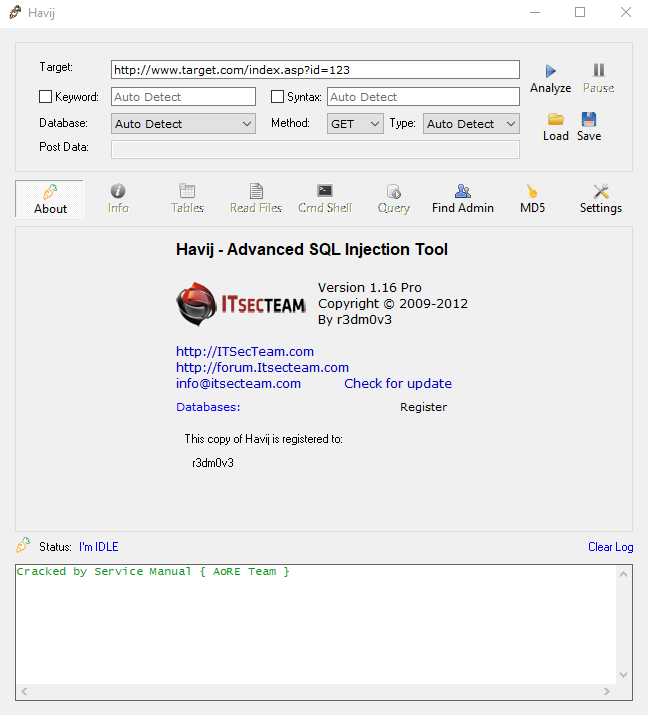 Havij
Target: http://www.target.com/index.asp?id=123
Keyword: Auto Detect Syntax: Auto Detect
Analyze Pause
Database: Auto Detect Method: GET Type: Auto Detect
Load Save
Post Data:
About Info Tables Read Files Cmd Shell Query Find Admin MD5 Settings
Havij - Advanced SQL Injection Tool
ITSECTEAM
Version 1.16 Pro
Copyright © 2009-2012
By r3dm0v3
http://ITSecTeam.com
http://forum.Itsecteam.com
info@itsecteam.com Check for update
Databases: Register
This copy of Havij is registered to:
r3dm0v3
Status: I'm IDLE Clear Log
Cracked by Service Manual { AoRE Team }